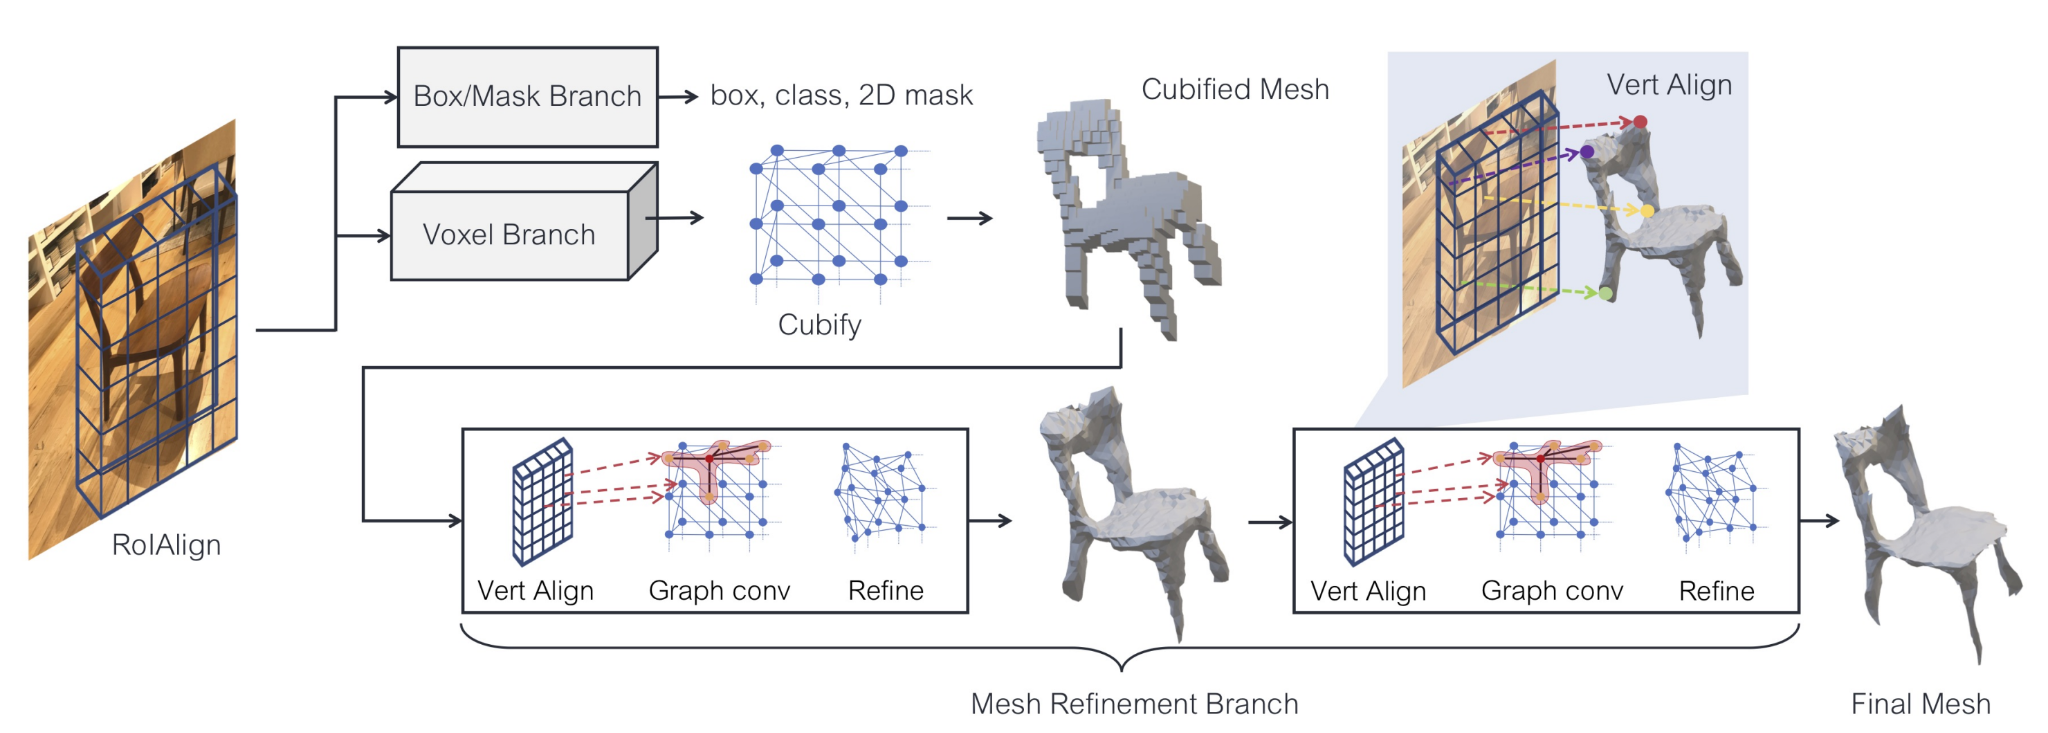 Box/Mask Branch
box, class, 2D mask
Cubified Mesh
Vert Align
Voxel Branch
Cubify
RoIAlign
Vert Align
Graph conv
Refine
Vert Align
Graph conv
Refine
Mesh Refinement Branch
Final Mesh